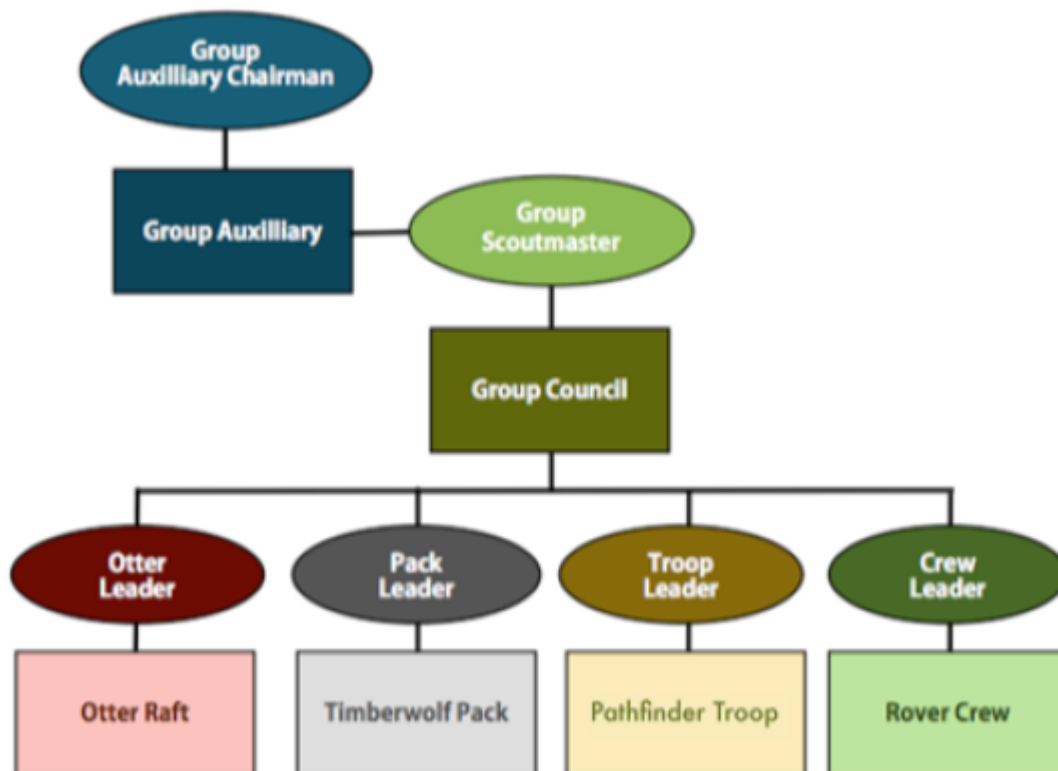 Group
Auxilliary Chairman
Group Auxilliary
Group
Scoutmaster
Group Council
Otter
Leader
Pack
Leader
Troop
Leader
Crew
Leader
Otter Raft
Timberwolf Pack
Pathfinder Troop
Rover Crew